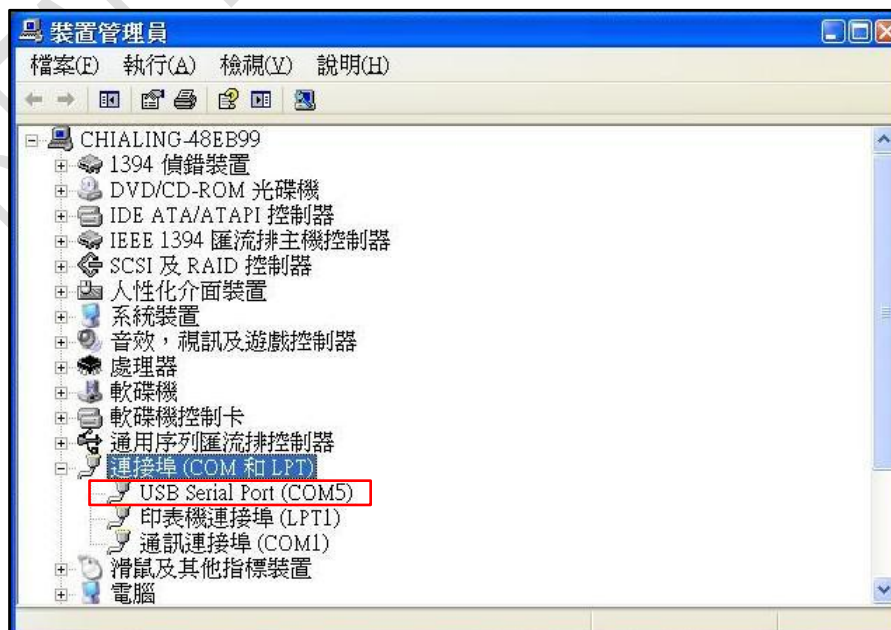 裝置管理員
檔案(F) 執行(A) 檢視(V) 說明(H)
CHIALING-48EB99
1394 偵錯裝置
DVD/CD-ROM 光碟機
IDE ATA/ATAPI 控制器
IEEE 1394 匯流排主機控制器
SCSI 及 RAID 控制器
人性化介面裝置
系統裝置
音效，視訊及遊戲控制器
處理器
軟碟機
軟碟機控制卡
通用序列匯流排控制器
連接埠 (COM 和 LPT)
USB Serial Port (COM5)
印表機連接埠 (LPT1)
通訊連接埠 (COM1)
滑鼠及其他指標裝置
電腦